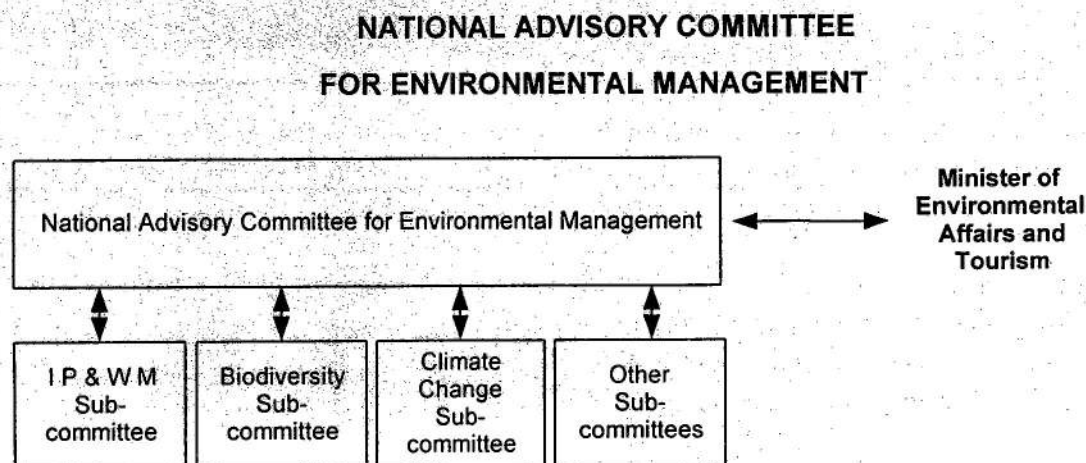 NATIONAL ADVISORY COMMITTEE
FOR ENVIRONMENTAL MANAGEMENT
National Advisory Committee for Environmental Management
Minister of
Environmental
Affairs and
Tourism
I P & W M
Sub-
committee
Biodiversity
Sub-
committee
Climate
Change
Sub-
committee
Other
Sub-
committees